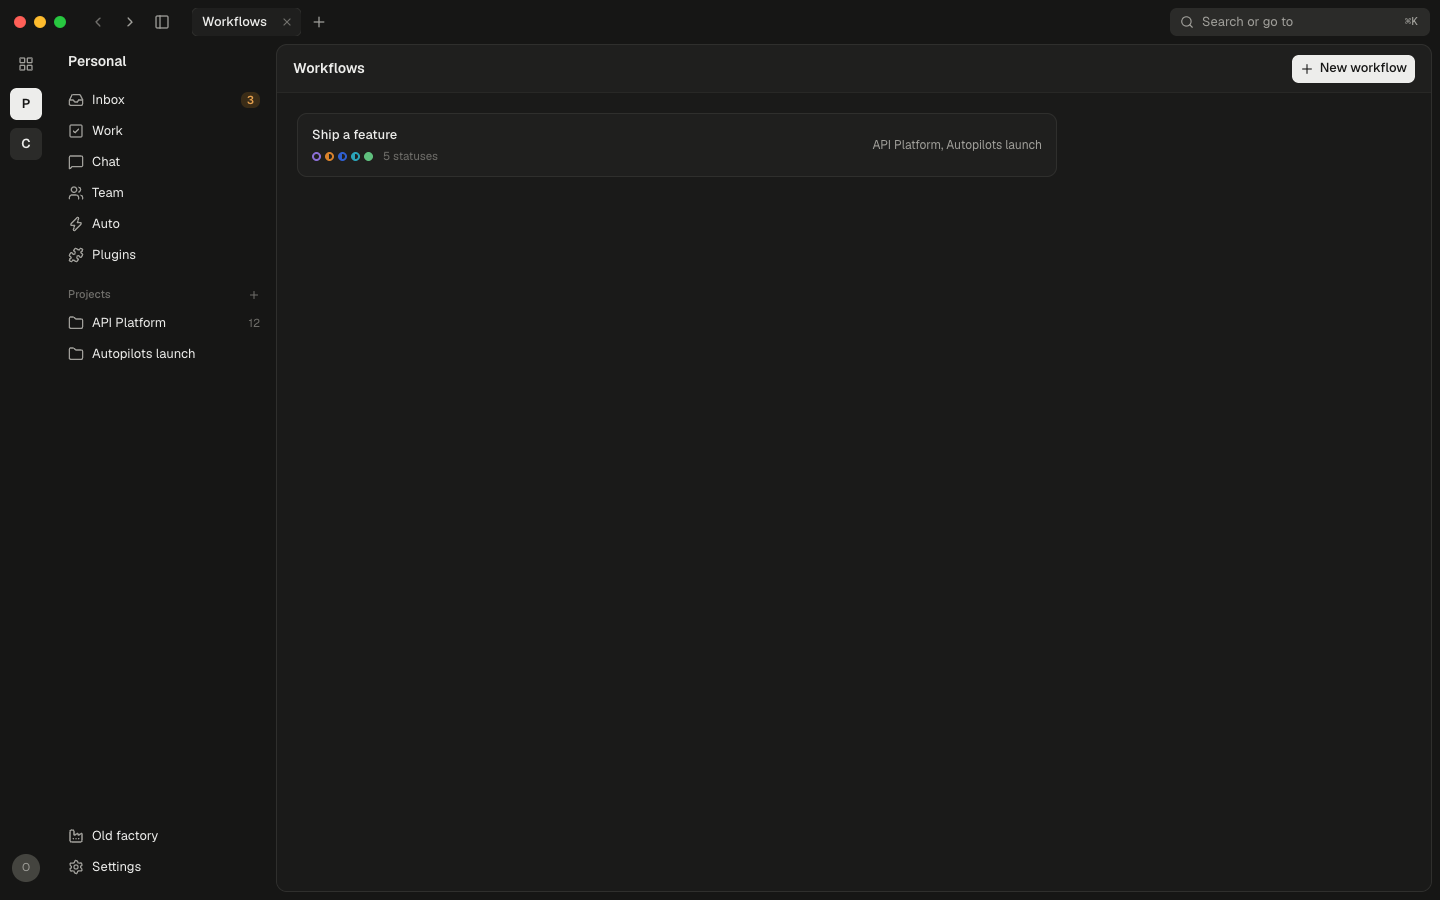 Workflows
Search or go to
⌘K
Personal
P
C
Inbox
3
Work
Chat
Team
Auto
Plugins
Projects
API Platform
12
Autopilots launch
Old factory
Settings
O
Workflows
New workflow
Ship a feature
5 statuses
API Platform, Autopilots launch